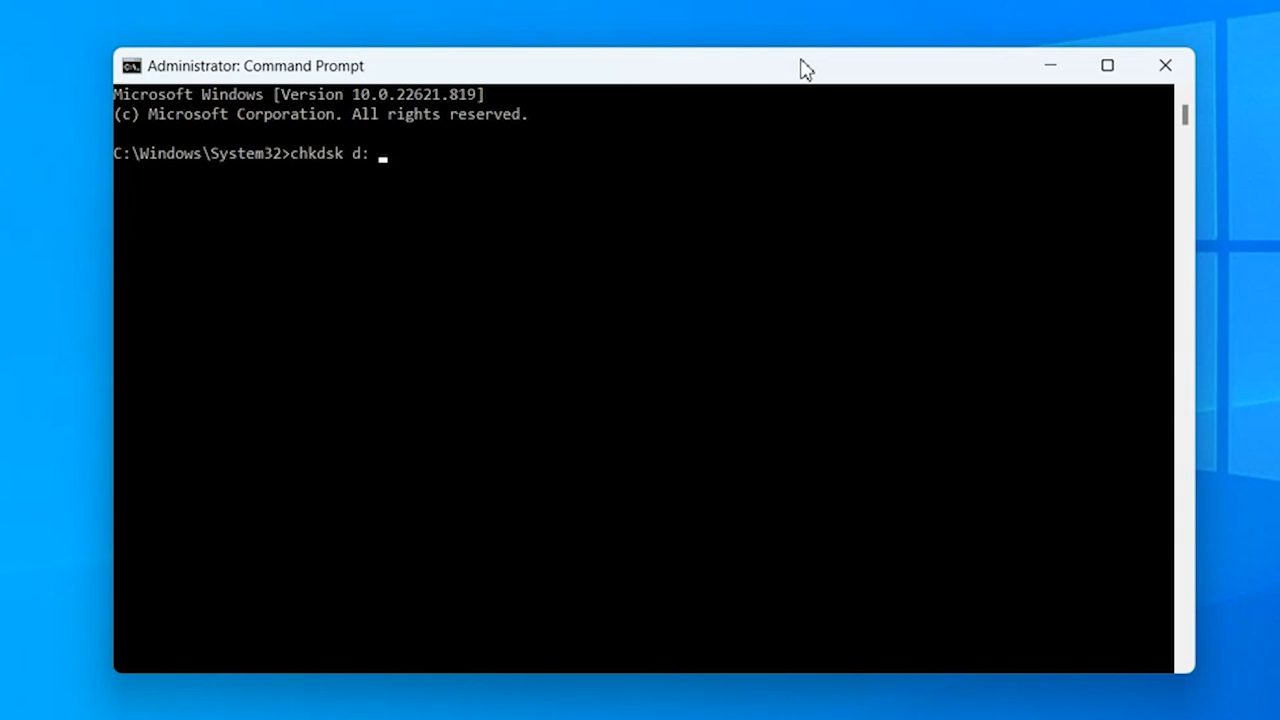 Administrator: Command Prompt
Microsoft Windows [Version 10.0.22621.819]
(c) Microsoft Corporation. All rights reserved.
C:\Windows\System32>chkdsk d: